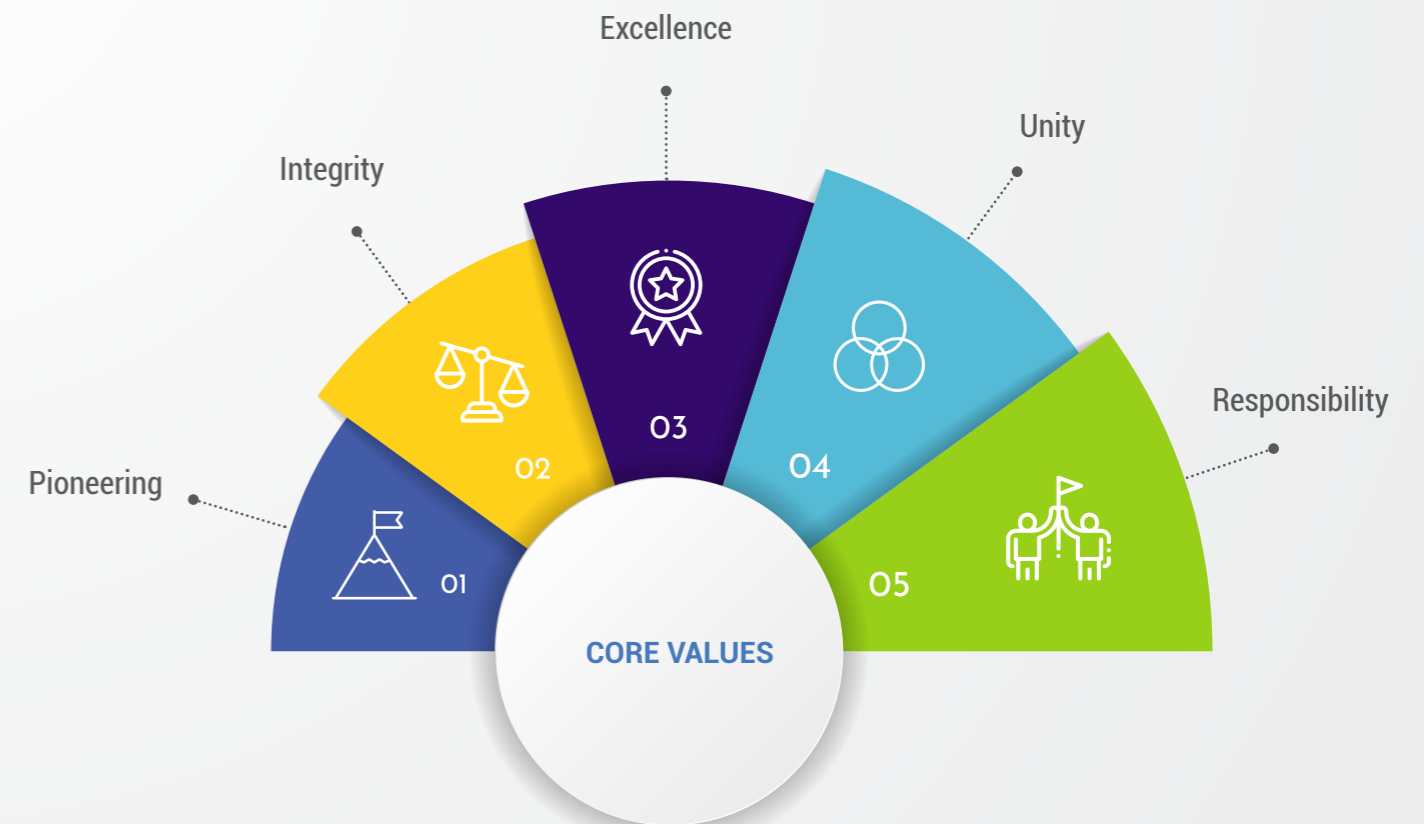 Excellence
Unity
Integrity
Responsibility
Pioneering
03
04
02
01
05
CORE VALUES